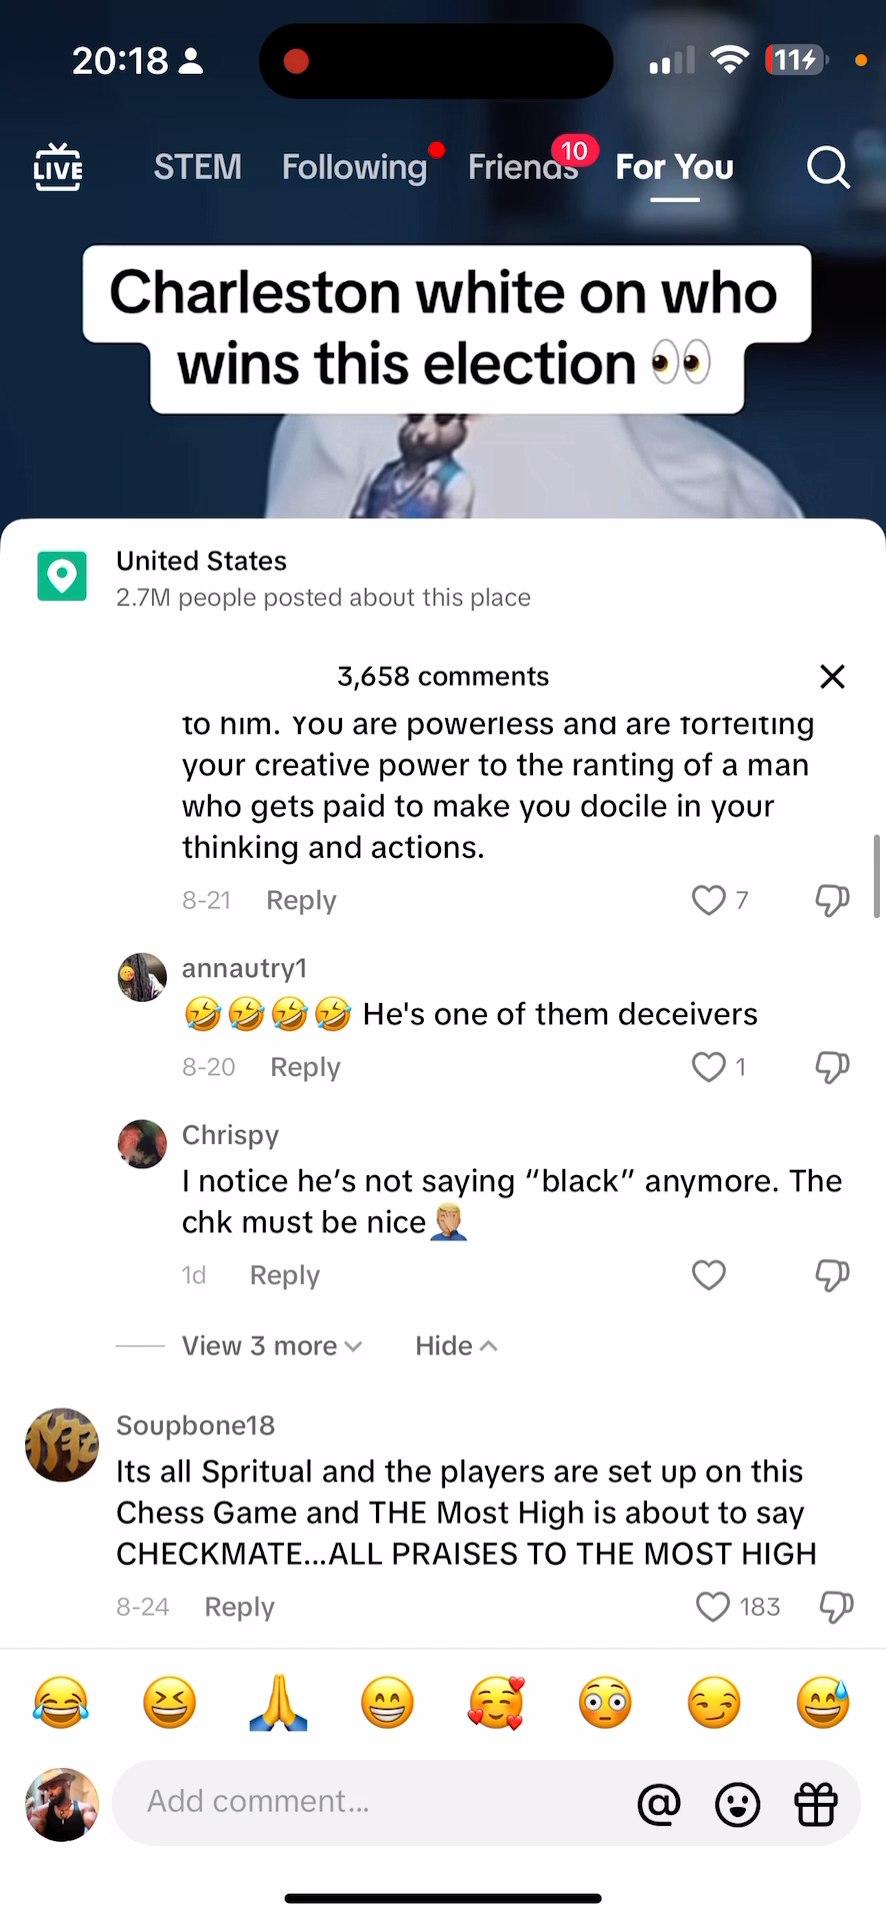 20:18
11
LIVE
STEM
Following
Friends
10
For You
Charleston white on who
wins this election 👀
United States
2.7M people posted about this place
3,658 comments
to him. You are powerless and are forfeiting
your creative power to the ranting of a man
who gets paid to make you docile in your
thinking and actions.
8-21 Reply 7
annautry1
🤣🤣🤣🤣 He's one of them deceivers
8-20 Reply 1
Chrispy
I notice he’s not saying “black” anymore. The
chk must be nice🤦🏼‍♂️
1d Reply
View 3 more Hide
Soupbone18
Its all Spritual and the players are set up on this
Chess Game and THE Most High is about to say
CHECKMATE...ALL PRAISES TO THE MOST HIGH
8-24 Reply 183
😂 😆 🙏 😁 🥰 😳 😏 😅
Add comment...